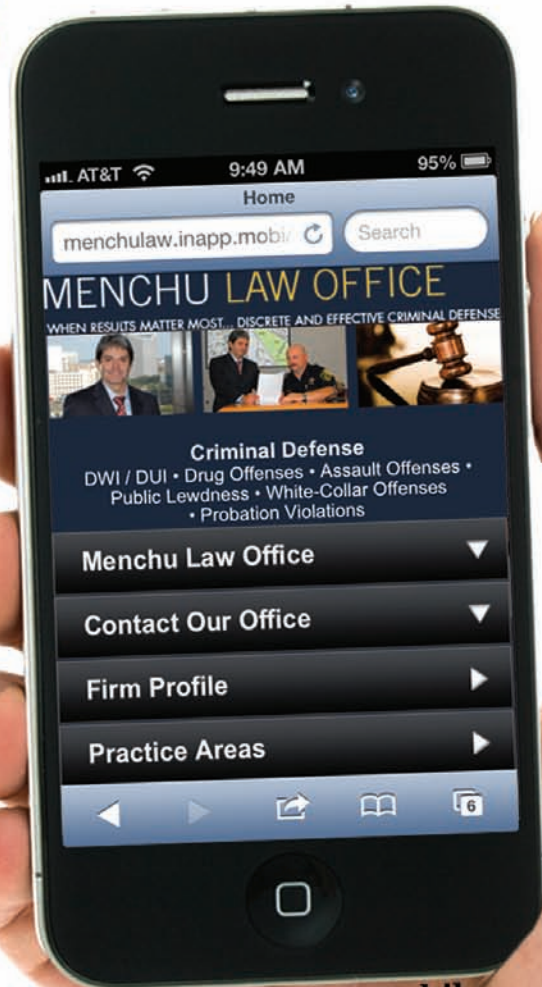 AT&T 9:49 AM 95%
Home
menchulaw.inapp.mobi/ Search
MENCHU LAW OFFICE
WHEN RESULTS MATTER MOST... DISCRETE AND EFFECTIVE CRIMINAL DEFENSE
Criminal Defense
DWI / DUI • Drug Offenses • Assault Offenses •
Public Lewdness • White-Collar Offenses
• Probation Violations
Menchu Law Office
Contact Our Office
Firm Profile
Practice Areas
6